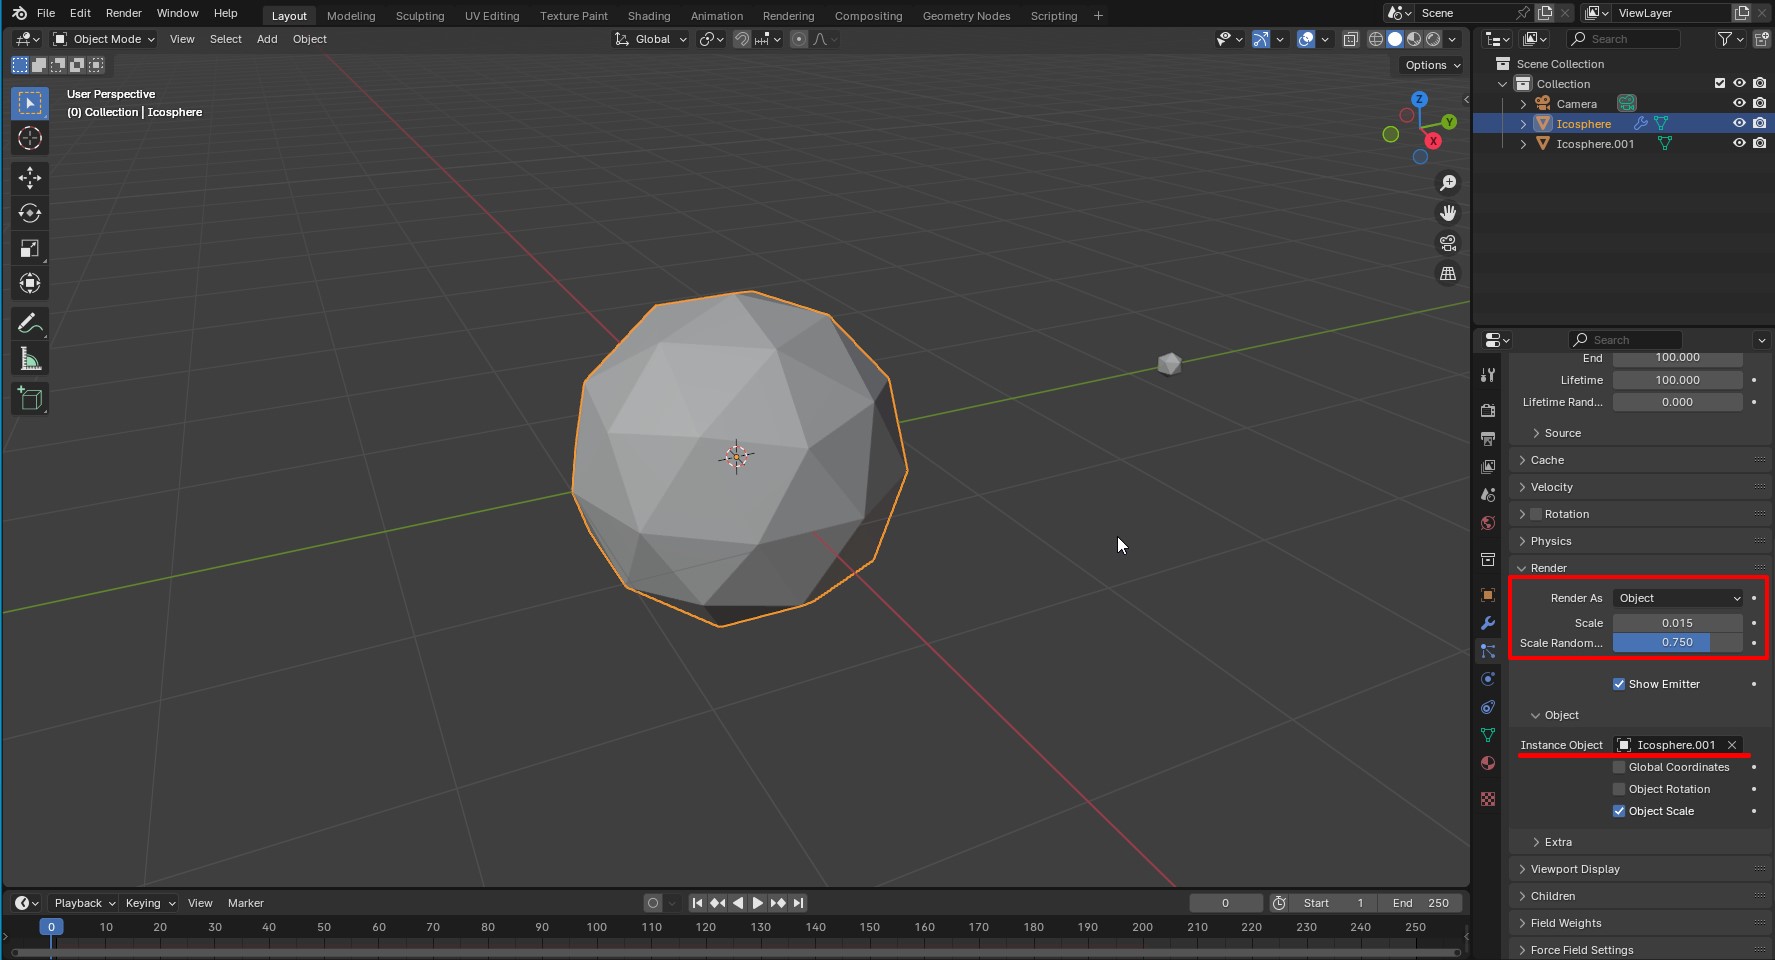 File Edit Render Window Help
Layout Modeling Sculpting UV Editing Texture Paint Shading Animation Rendering Compositing Geometry Nodes Scripting +
Scene
ViewLayer
Object Mode View Select Add Object
Global
Search
Options
User Perspective
(0) Collection | Icosphere
Z
Y
X
Scene Collection
Collection
Camera
Icosphere
Icosphere.001
Search
End 100.000
Lifetime 100.000
Lifetime Rand... 0.000
Source
Cache
Velocity
Rotation
Physics
Render
Render As Object
Scale 0.015
Scale Random... 0.750
Show Emitter
Object
Instance Object Icosphere.001
Global Coordinates
Object Rotation
Object Scale
Extra
Viewport Display
Children
Field Weights
Force Field Settings
Playback Keying View Marker
0
Start 1
End 250
0 10 20 30 40 50 60 70 80 90 100 110 120 130 140 150 160 170 180 190 200 210 220 230 240 250